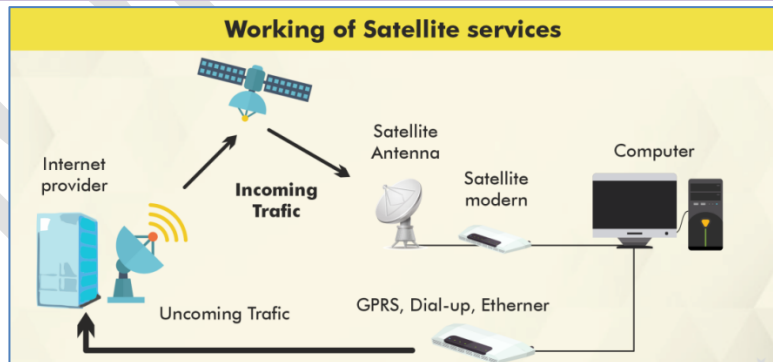 Working of Satellite services
Internet
provider
Incoming
Trafic
Satellite
Antenna
Satellite
modern
Computer
Uncoming Trafic
GPRS, Dial-up, Etherner